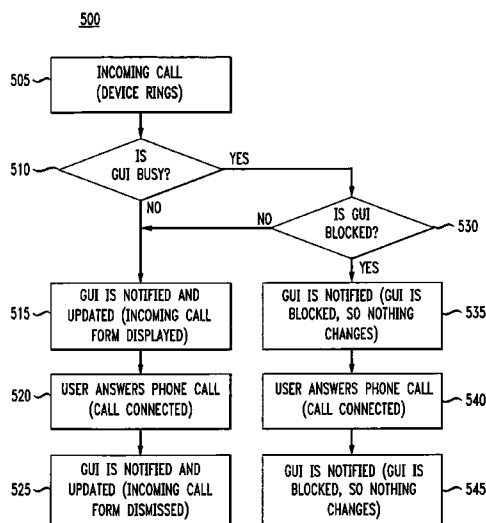 500
505
INCOMING CALL
(DEVICE RINGS)
510
IS
GUI BUSY?
YES
NO
IS GUI
BLOCKED?
530
NO
YES
515
GUI IS NOTIFIED AND
UPDATED (INCOMING CALL
FORM DISPLAYED)
GUI IS NOTIFIED (GUI IS
BLOCKED, SO NOTHING
CHANGES)
535
520
USER ANSWERS PHONE CALL
(CALL CONNECTED)
USER ANSWERS PHONE CALL
(CALL CONNECTED)
540
525
GUI IS NOTIFIED AND
UPDATED (INCOMING CALL
FORM DISMISSED)
GUI IS NOTIFIED (GUI IS
BLOCKED, SO NOTHING
CHANGES)
545